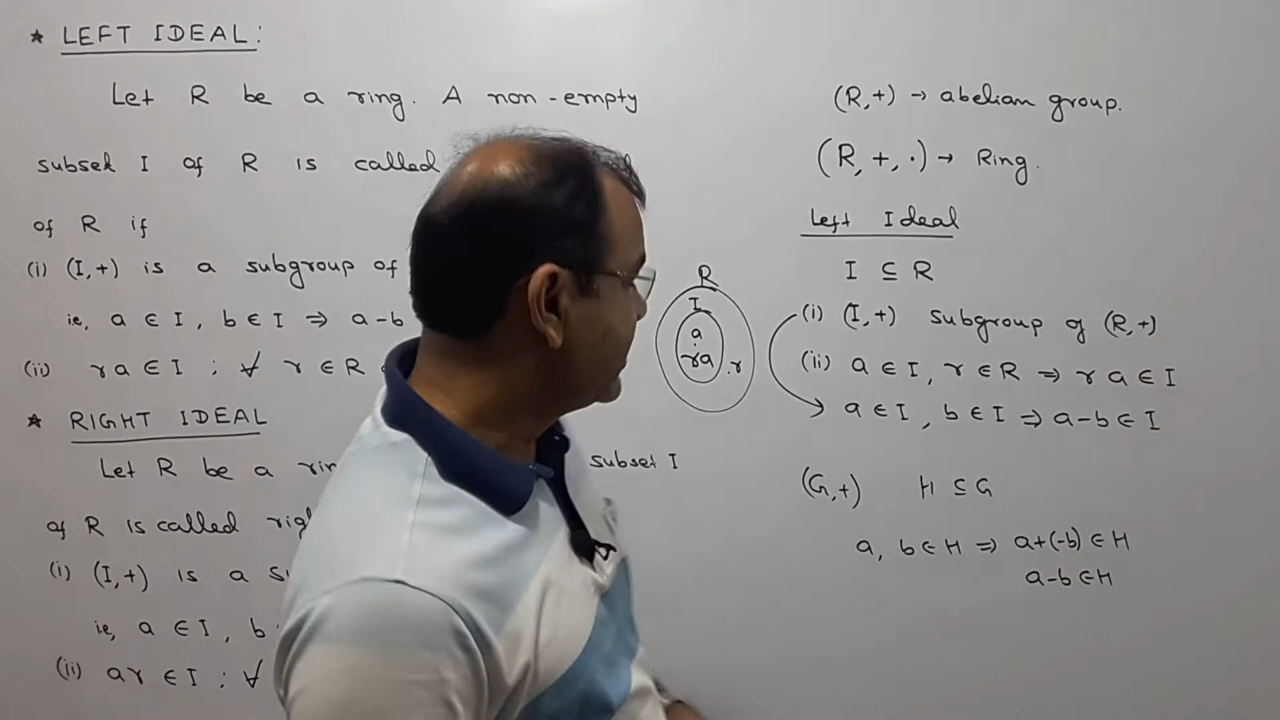 * LEFT IDEAL:
Let R be a ring. A non-empty
subset I of R is called
of R if
(i) (I,+) is a subgroup of
ie, a ∈ I, b ∈ I ⇒ a-b
(ii) ra ∈ I ; ∀ r ∈ R
* RIGHT IDEAL
Let R be a subset I
of R is called
(i) (I,+) is a
ie, a ∈ I, b
(ii) ar ∈ I ; ∀
R
I
a
ra .r
(R,+) → abelian group.
(R, +, ·) → Ring.
Left Ideal
I ⊆ R
(i) (I,+) subgroup of (R,+)
(ii) a ∈ I, r ∈ R ⇒ ra ∈ I
a ∈ I, b ∈ I ⇒ a-b ∈ I
(G,+) H ⊆ G
a, b ∈ H ⇒ a+(-b) ∈ H
a-b ∈ H